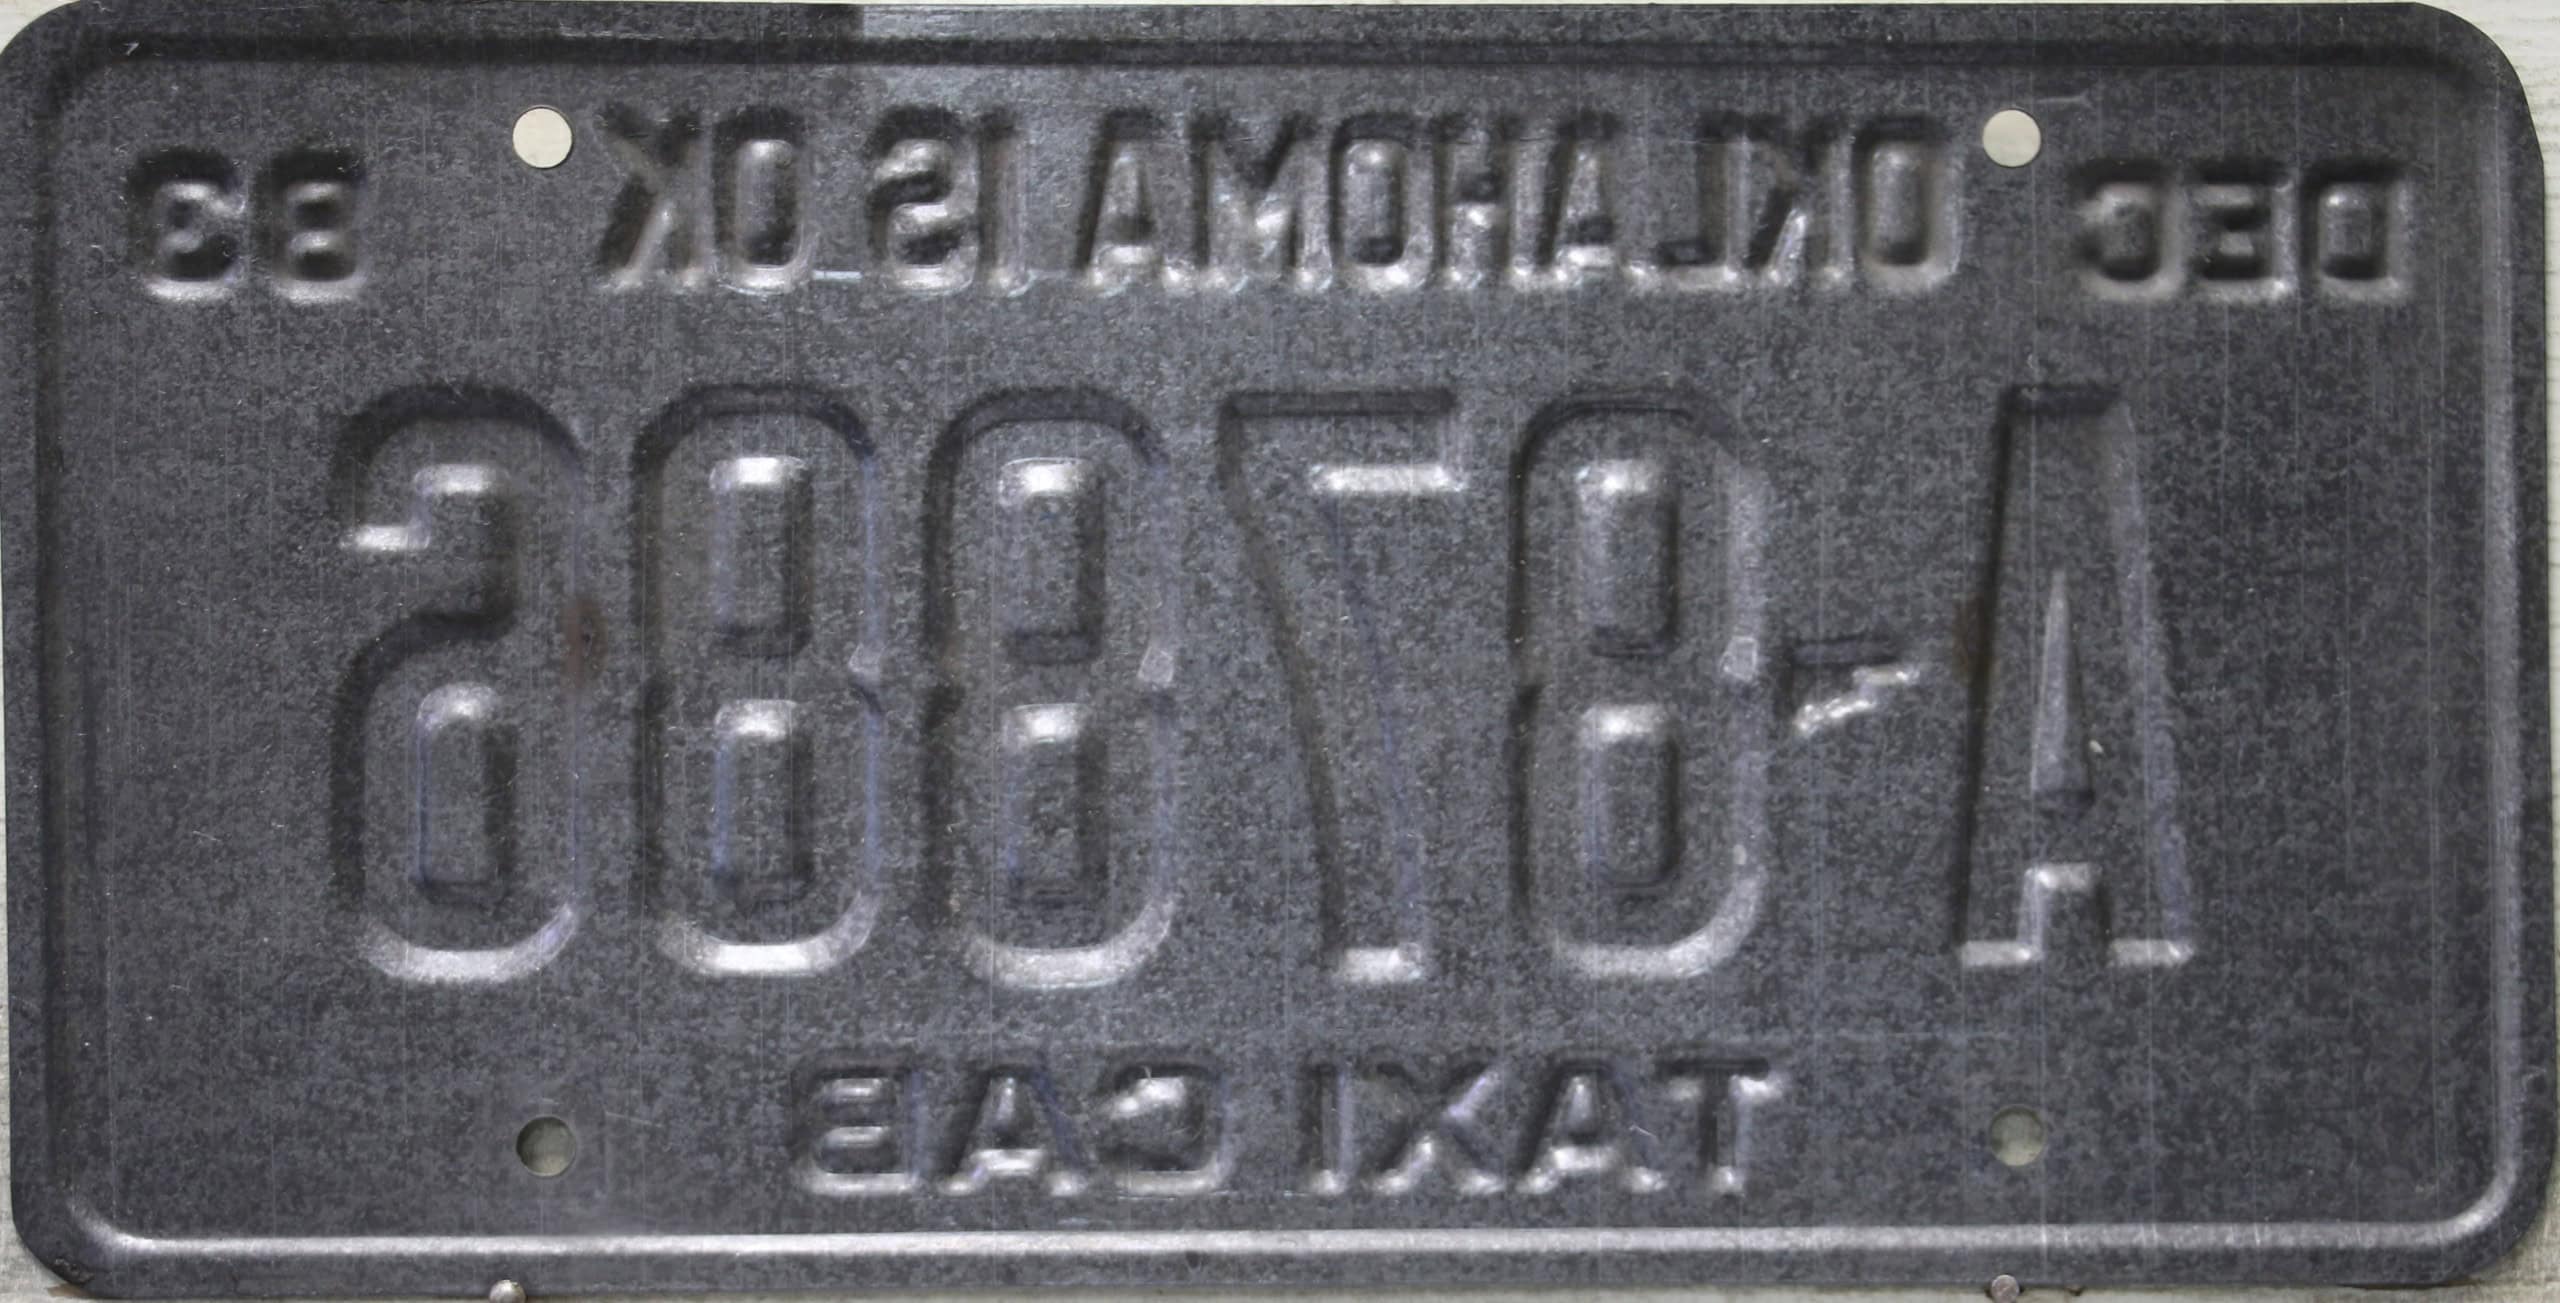 DEC OKLAHOMA IS OK 83
A-87886
TAXI CAB